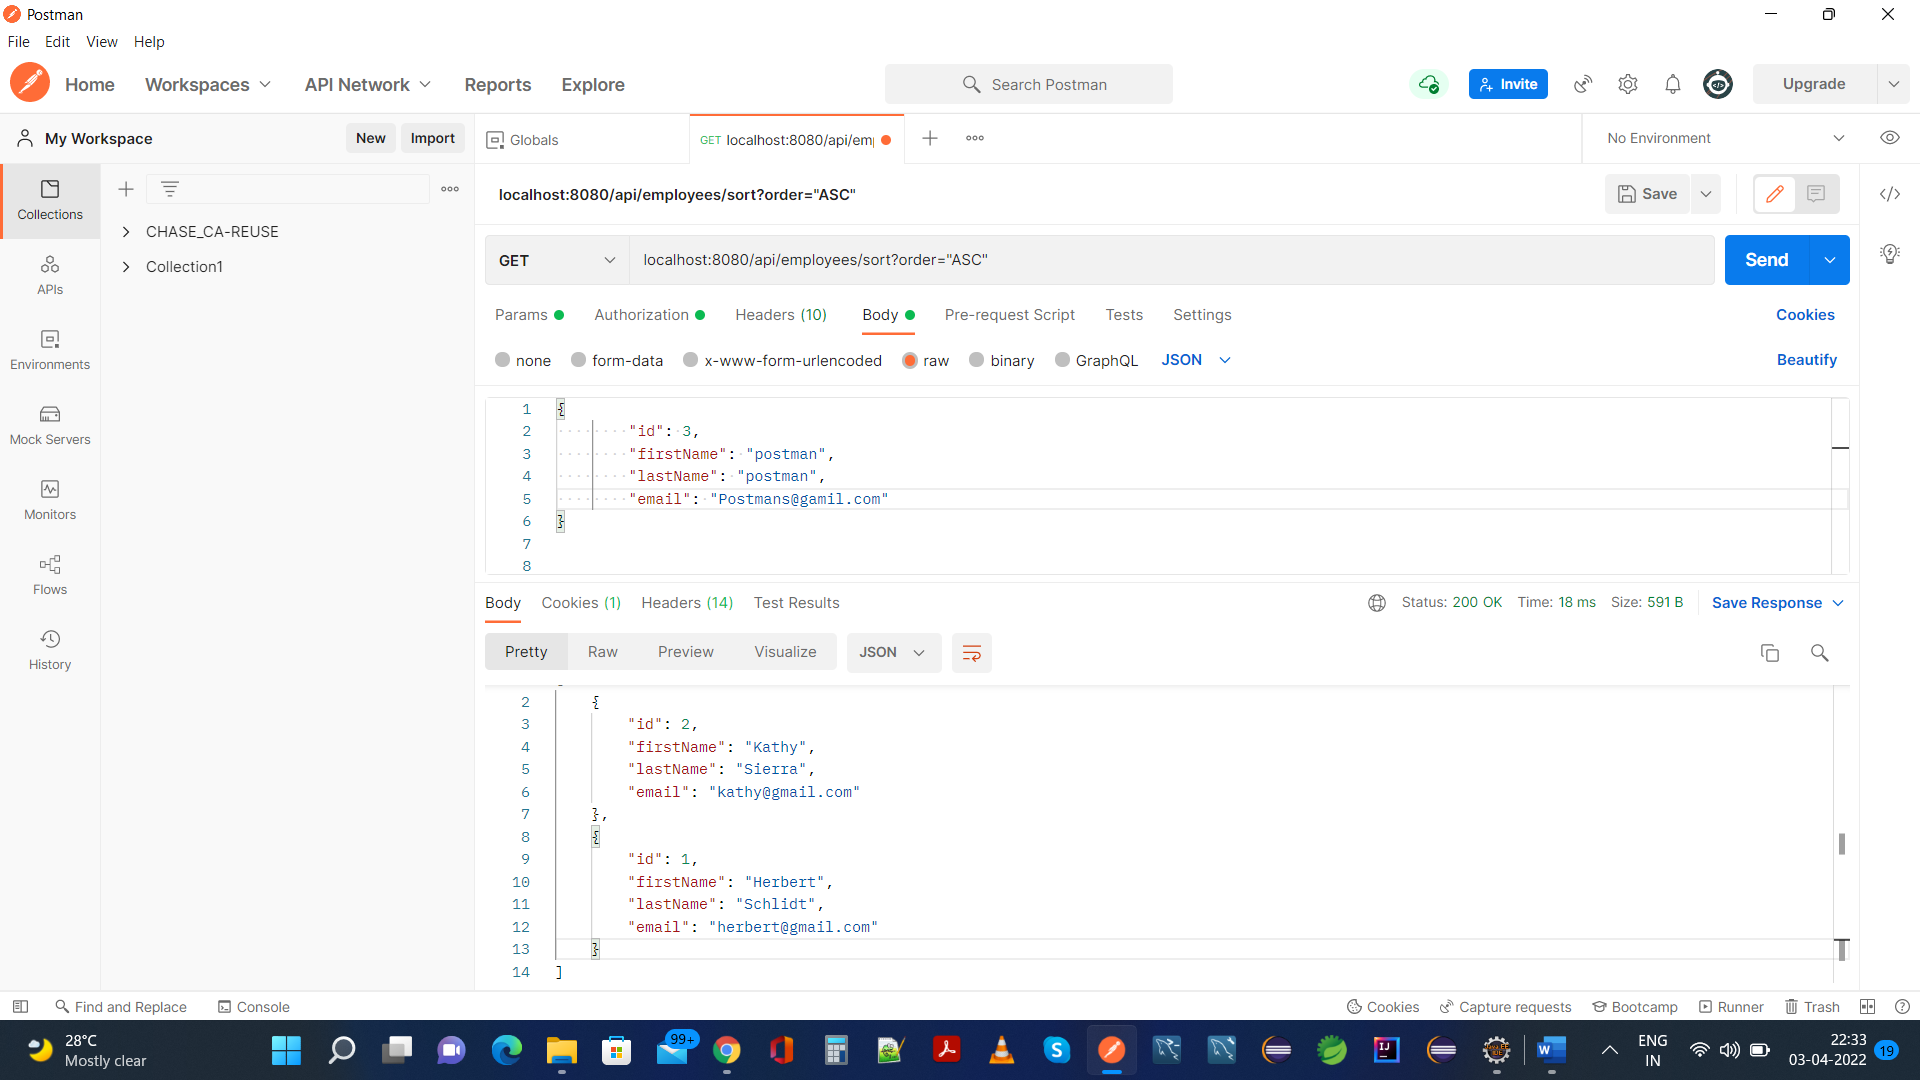 Postman
File Edit View Help
Home Workspaces API Network Reports Explore Search Postman Invite Upgrade
My Workspace New Import Globals GET localhost:8080/api/em No Environment
localhost:8080/api/employees/sort?order="ASC" Save
Collections
CHASE_CA-REUSE
Collection1
APIs
Environments
Mock Servers
Monitors
Flows
History
GET localhost:8080/api/employees/sort?order="ASC" Send
Params Authorization Headers (10) Body Pre-request Script Tests Settings Cookies
none form-data x-www-form-urlencoded raw binary GraphQL JSON Beautify
1 {
2 "id": 3,
3 "firstName": "postman",
4 "lastName": "postman",
5 "email": "Postmans@gamil.com"
6 }
7
8
Body Cookies (1) Headers (14) Test Results Status: 200 OK Time: 18 ms Size: 591 B Save Response
Pretty Raw Preview Visualize JSON
2 {
3 "id": 2,
4 "firstName": "Kathy",
5 "lastName": "Sierra",
6 "email": "kathy@gmail.com"
7 },
8 {
9 "id": 1,
10 "firstName": "Herbert",
11 "lastName": "Schlidt",
12 "email": "herbert@gmail.com"
13 }
14 ]
Find and Replace Console Cookies Capture requests Bootcamp Runner Trash
28°C
Mostly clear
99+
ENG
IN
22:33
03-04-2022
19